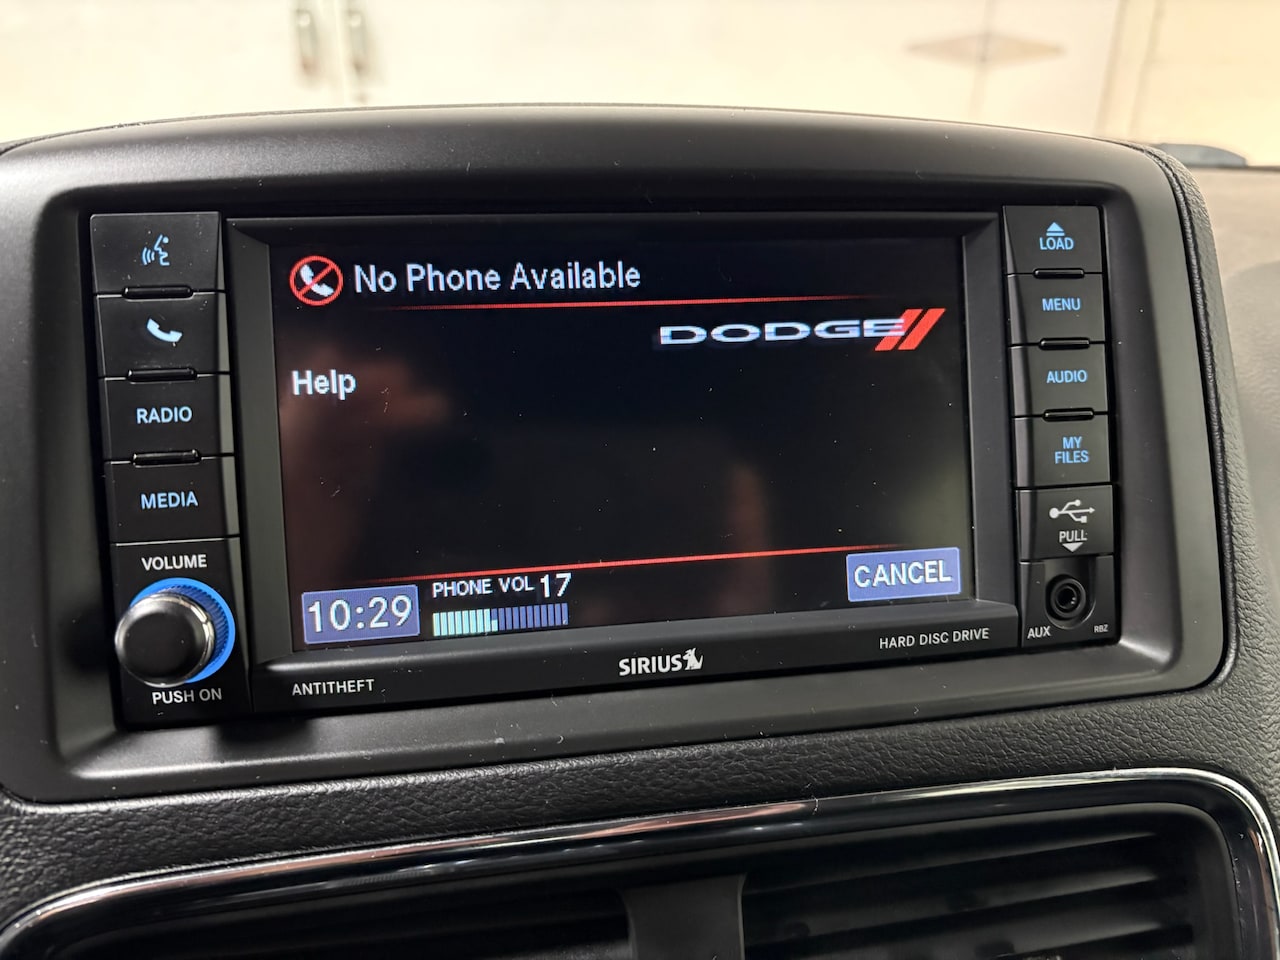 No Phone Available
DODGE
Help
10:29
PHONE VOL 17
CANCEL
RADIO
MEDIA
VOLUME
PUSH ON
LOAD
MENU
AUDIO
MY
FILES
PULL
AUX
RBZ
ANTITHEFT
SIRIUS
HARD DISC DRIVE